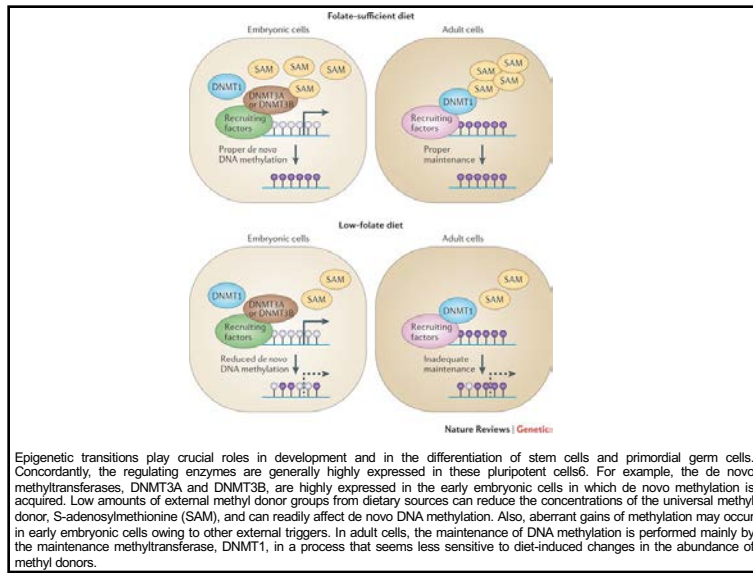 Folate-sufficient diet
Embryonic cells
Adult cells
SAM
SAM
SAM
SAM
SAM
DNMT1
DNMT3A
or DNMT3B
Recruiting
factors
Proper de novo
DNA methylation
SAM
SAM
SAM
SAM
DNMT1
Recruiting
factors
Proper
maintenance
Low-folate diet
Embryonic cells
Adult cells
SAM
SAM
DNMT1
DNMT3A
or DNMT3B
Recruiting
factors
Reduced de novo
DNA methylation
SAM
SAM
DNMT1
Recruiting
factors
Inadequate
maintenance
Nature Reviews | Genetic
Epigenetic transitions play crucial roles in development and in the differentiation of stem cells and primordial germ cells.
Concordantly, the regulating enzymes are generally highly expressed in these pluripotent cells6. For example, the de novo
methyltransferases, DNMT3A and DNMT3B, are highly expressed in the early embryonic cells in which de novo methylation is
acquired. Low amounts of external methyl donor groups from dietary sources can reduce the concentrations of the universal methyl
donor, S-adenosylmethionine (SAM), and can readily affect de novo DNA methylation. Also, aberrant gains of methylation may occur
in early embryonic cells owing to other external triggers. In adult cells, the maintenance of DNA methylation is performed mainly by
the maintenance methyltransferase, DNMT1, in a process that seems less sensitive to diet-induced changes in the abundance of
methyl donors.